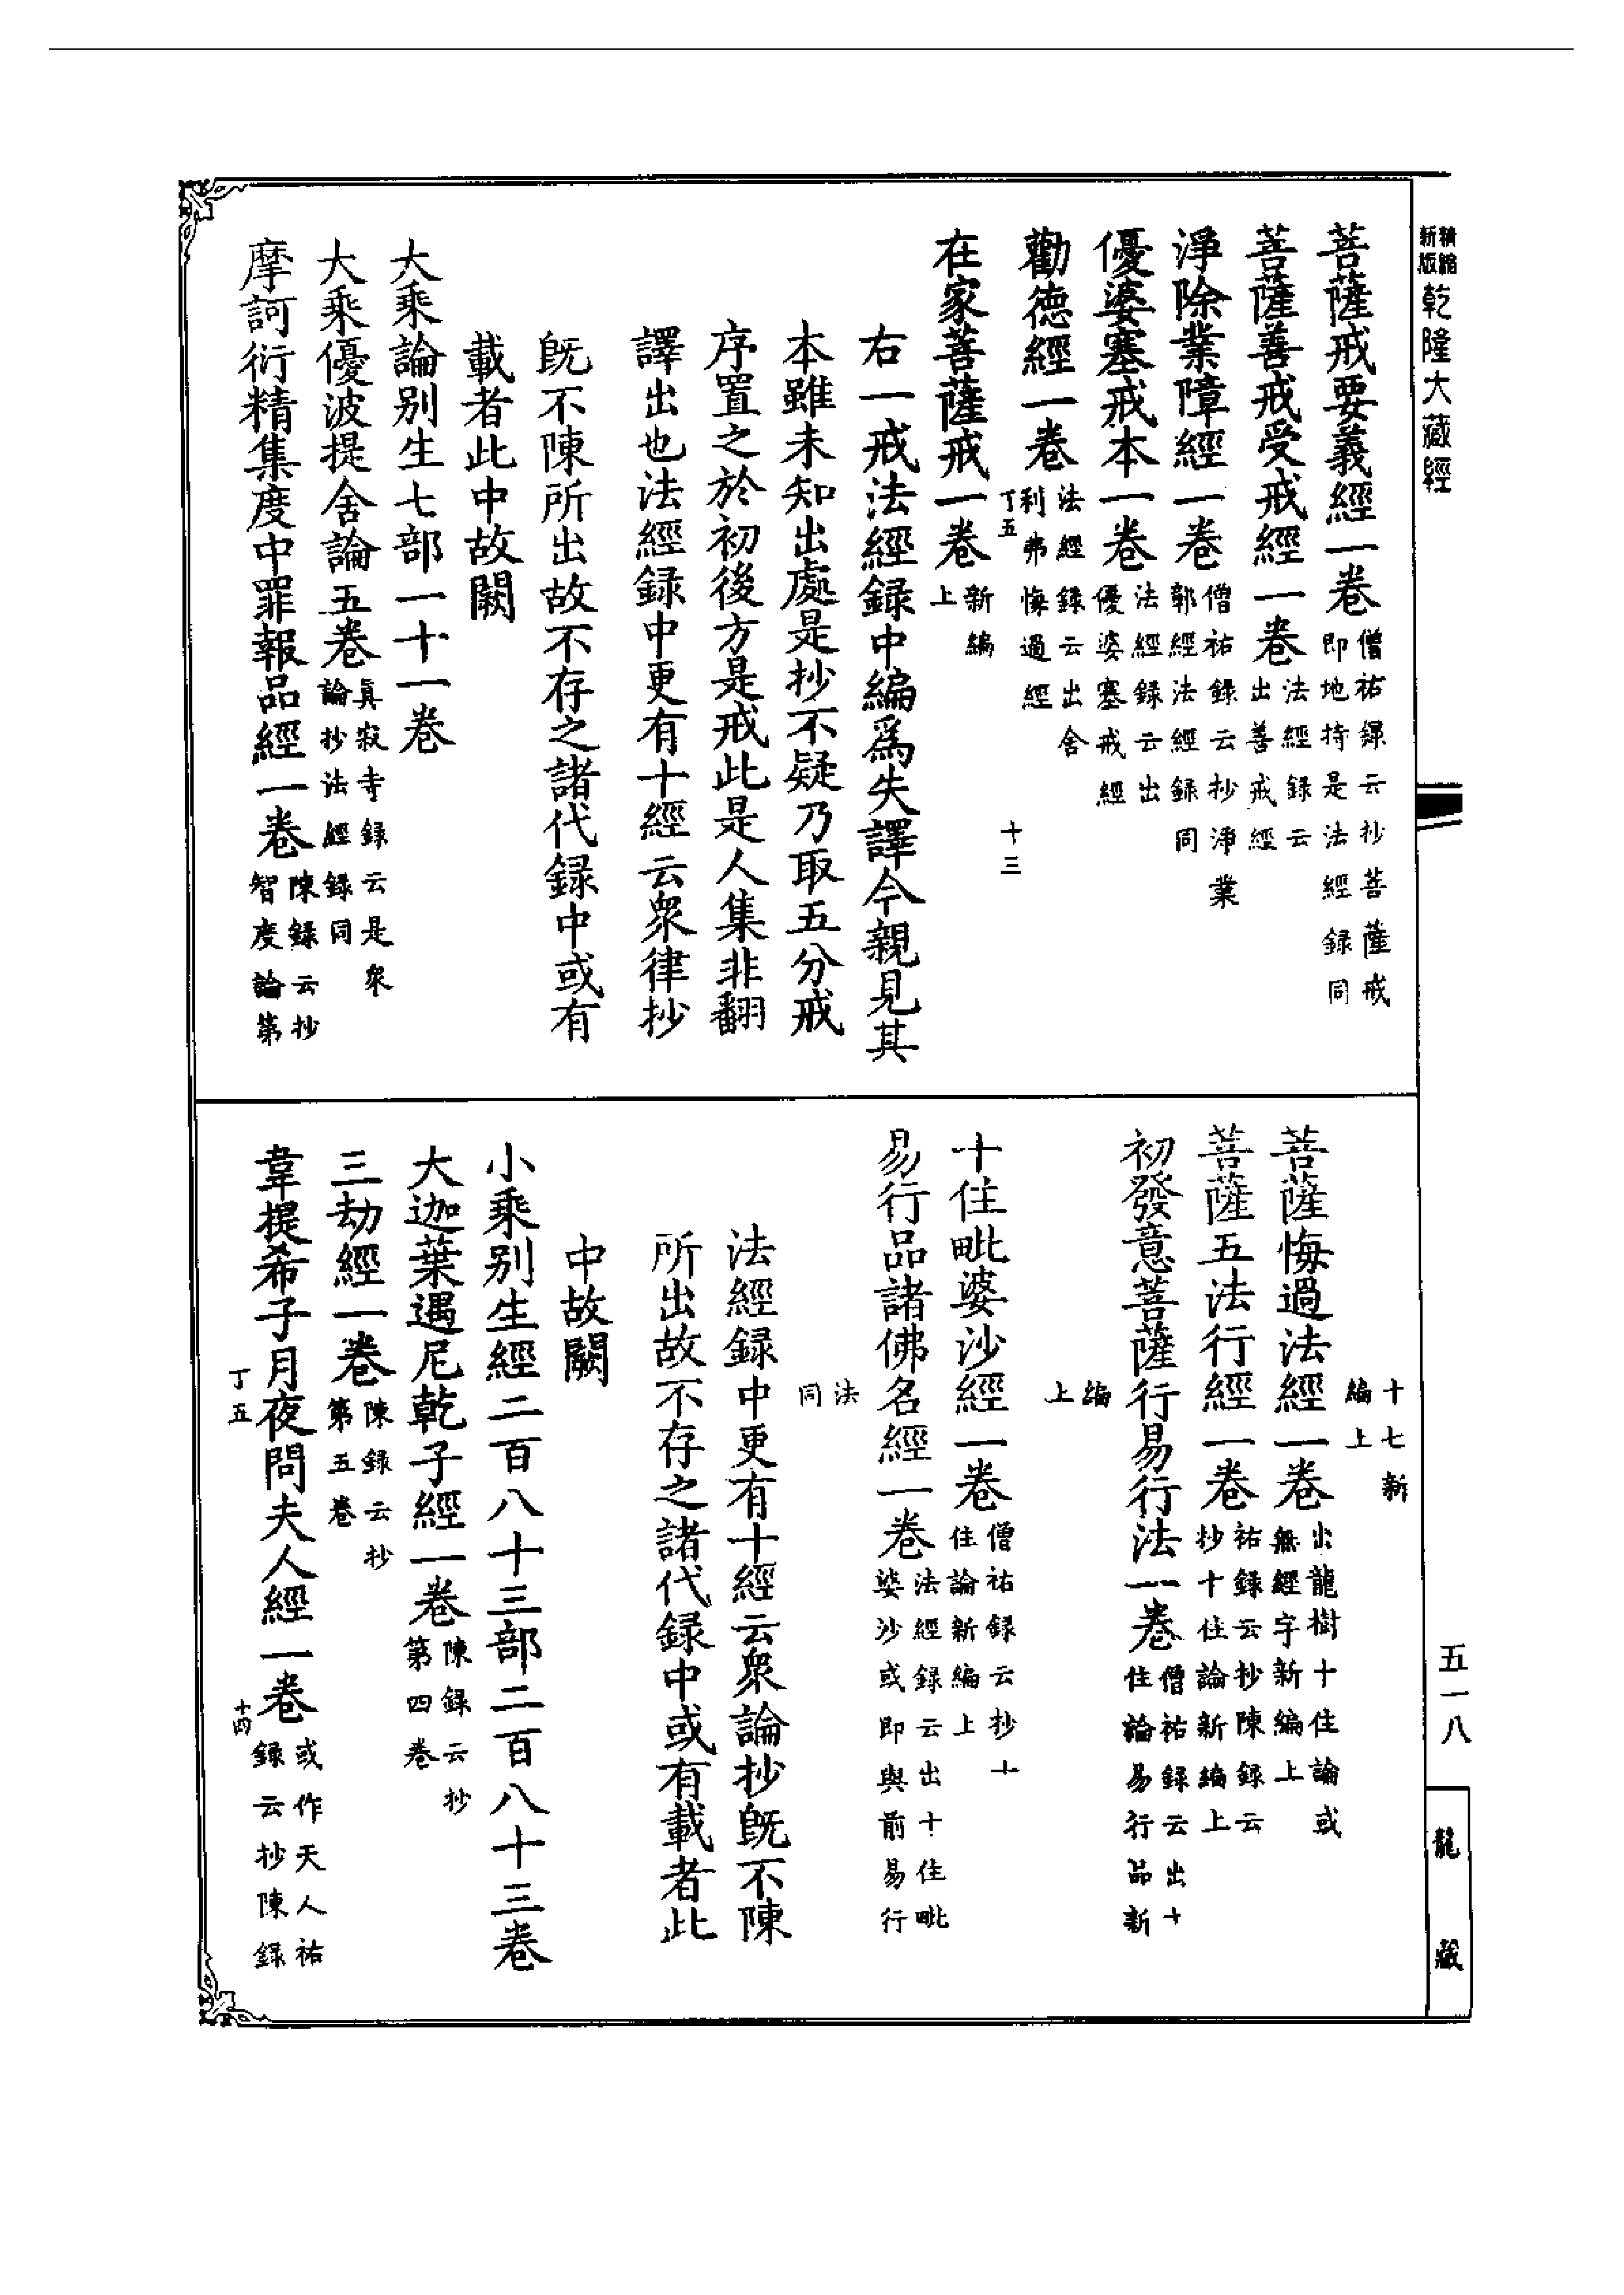 精縮新版 乾隆大藏經
菩薩戒要義經一卷 僧祐録云抄菩薩戒即地持是法經録同
菩薩善戒受戒經一卷 法經録云出善戒經
淨除業障經一卷 僧祐録云抄淨業郭經法經録同
優婆塞戒本一卷 法經録云出優婆塞戒經
勸德經一卷 法經録云出舍利弗悔過經
丁五 十三
在家菩薩戒一卷 新編上
右一戒法經録中編爲失譯今親見其
本雖未知出處是抄不疑乃取五分戒
序置之於初後方是戒此是人集非翻
譯出也法經録中更有十經云衆律抄
旣不陳所出故不存之諸代録中或有
載者此中故闕
大乘論别生七部一十一卷
大乘優波提舍論五卷 真寂寺録云是衆論抄法經録同
摩訶衍精集度中罪報品經一卷 陳録云抄智度論第
十七新編上
菩薩悔過法經一卷 出龍樹十住論或無經字新編上
菩薩五法行經一卷 祐録云抄陳録云抄十住論新編上
初發意菩薩行易行法一卷 僧祐録云出十住論易行品新
編上
十住毗婆沙經一卷 僧祐録云抄十住論新編上
易行品諸佛名經一卷 法經録云出十住毗婆沙或即與前易行
法同
法經録中更有十經云衆論抄旣不陳
所出故不存之諸代録中或有載者此
中故闕
小乘别生經二百八十三部二百八十三卷
大迦葉遇尼乾子經一卷 陳録云抄第四卷
三劫經一卷 陳録云抄第五卷
韋提希子月夜問夫人經一卷 或作天人祐録云抄陳録
丁五 十四
五一八
龍藏